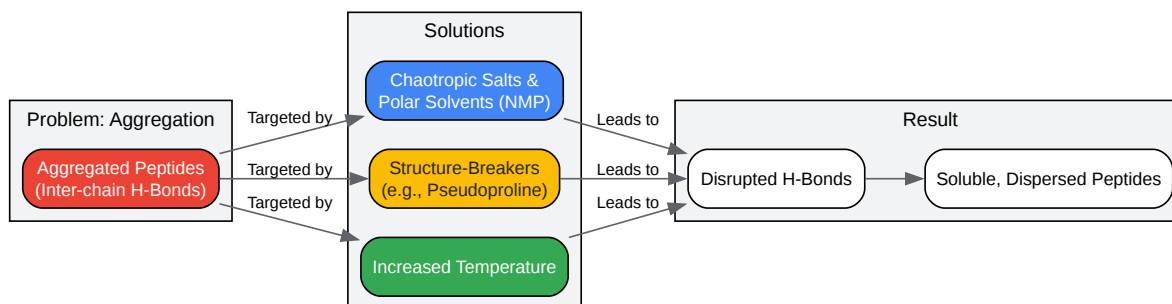 Problem: Aggregation
Aggregated Peptides
(Inter-chain H-Bonds)
Targeted by
Targeted by
Targeted by
Solutions
Chaotropic Salts &
Polar Solvents (NMP)
Structure-Breakers
(e.g., Pseudoproline)
Increased Temperature
Leads to
Leads to
Leads to
Result
Disrupted H-Bonds
Soluble, Dispersed Peptides